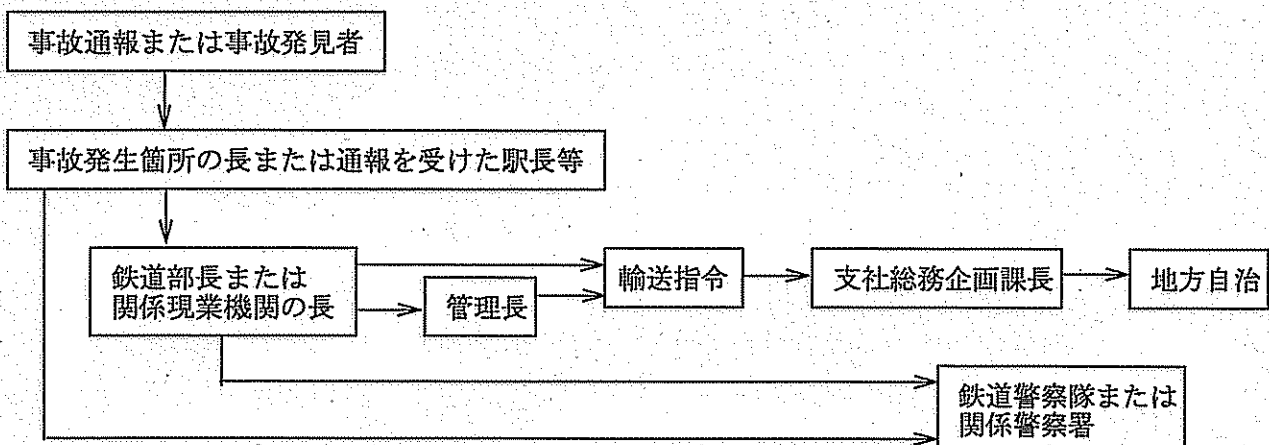 事故通報または事故発見者
事故発生箇所の長または通報を受けた駅長等
鉄道部長または
関係現業機関の長
管理長
輸送指令
支社総務企画課長
地方自治
鉄道警察隊または
関係警察署